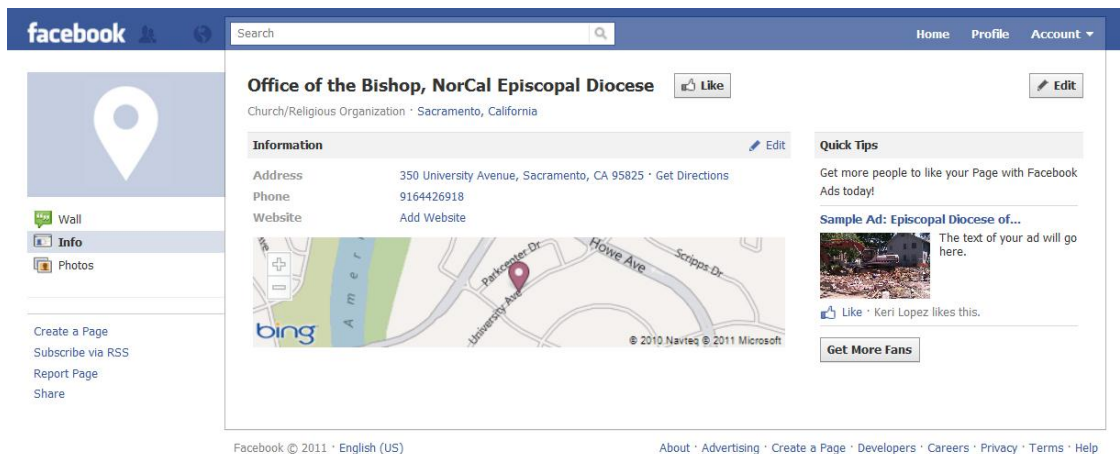 facebook
Search
Home Profile Account
Office of the Bishop, NorCal Episcopal Diocese
Like
Edit
Church/Religious Organization · Sacramento, California
Information
Edit
Address 350 University Avenue, Sacramento, CA 95825 · Get Directions
Phone 9164426918
Website Add Website
Parkcenter Dr
Howe Ave
Scripps Dr
University Ave
Amer
bing
© 2010 Navteq © 2011 Microsoft
Quick Tips
Get more people to like your Page with Facebook
Ads today!
Sample Ad: Episcopal Diocese of...
The text of your ad will go
here.
Like · Keri Lopez likes this.
Get More Fans
Wall
Info
Photos
Create a Page
Subscribe via RSS
Report Page
Share
Facebook © 2011 · English (US)
About · Advertising · Create a Page · Developers · Careers · Privacy · Terms · Help